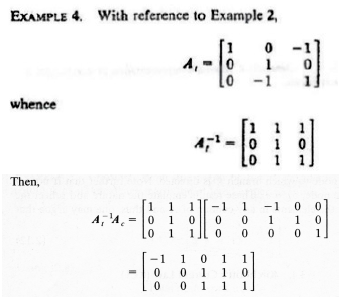 EXAMPLE 4. With reference to Example 2,
A_t = [1 0 -1
0 1 0
0 -1 1]
whence
A_t^-1 = [1 1 1
0 1 0
0 1 1]
Then,
A_t^-1 A_c = [1 1 1] [-1 1 -1 0 0]
[0 1 0] [0 0 1 1 0]
[0 1 1] [0 0 0 0 1]
= [-1 1 0 1 1
0 0 1 1 0
0 0 1 1 1]